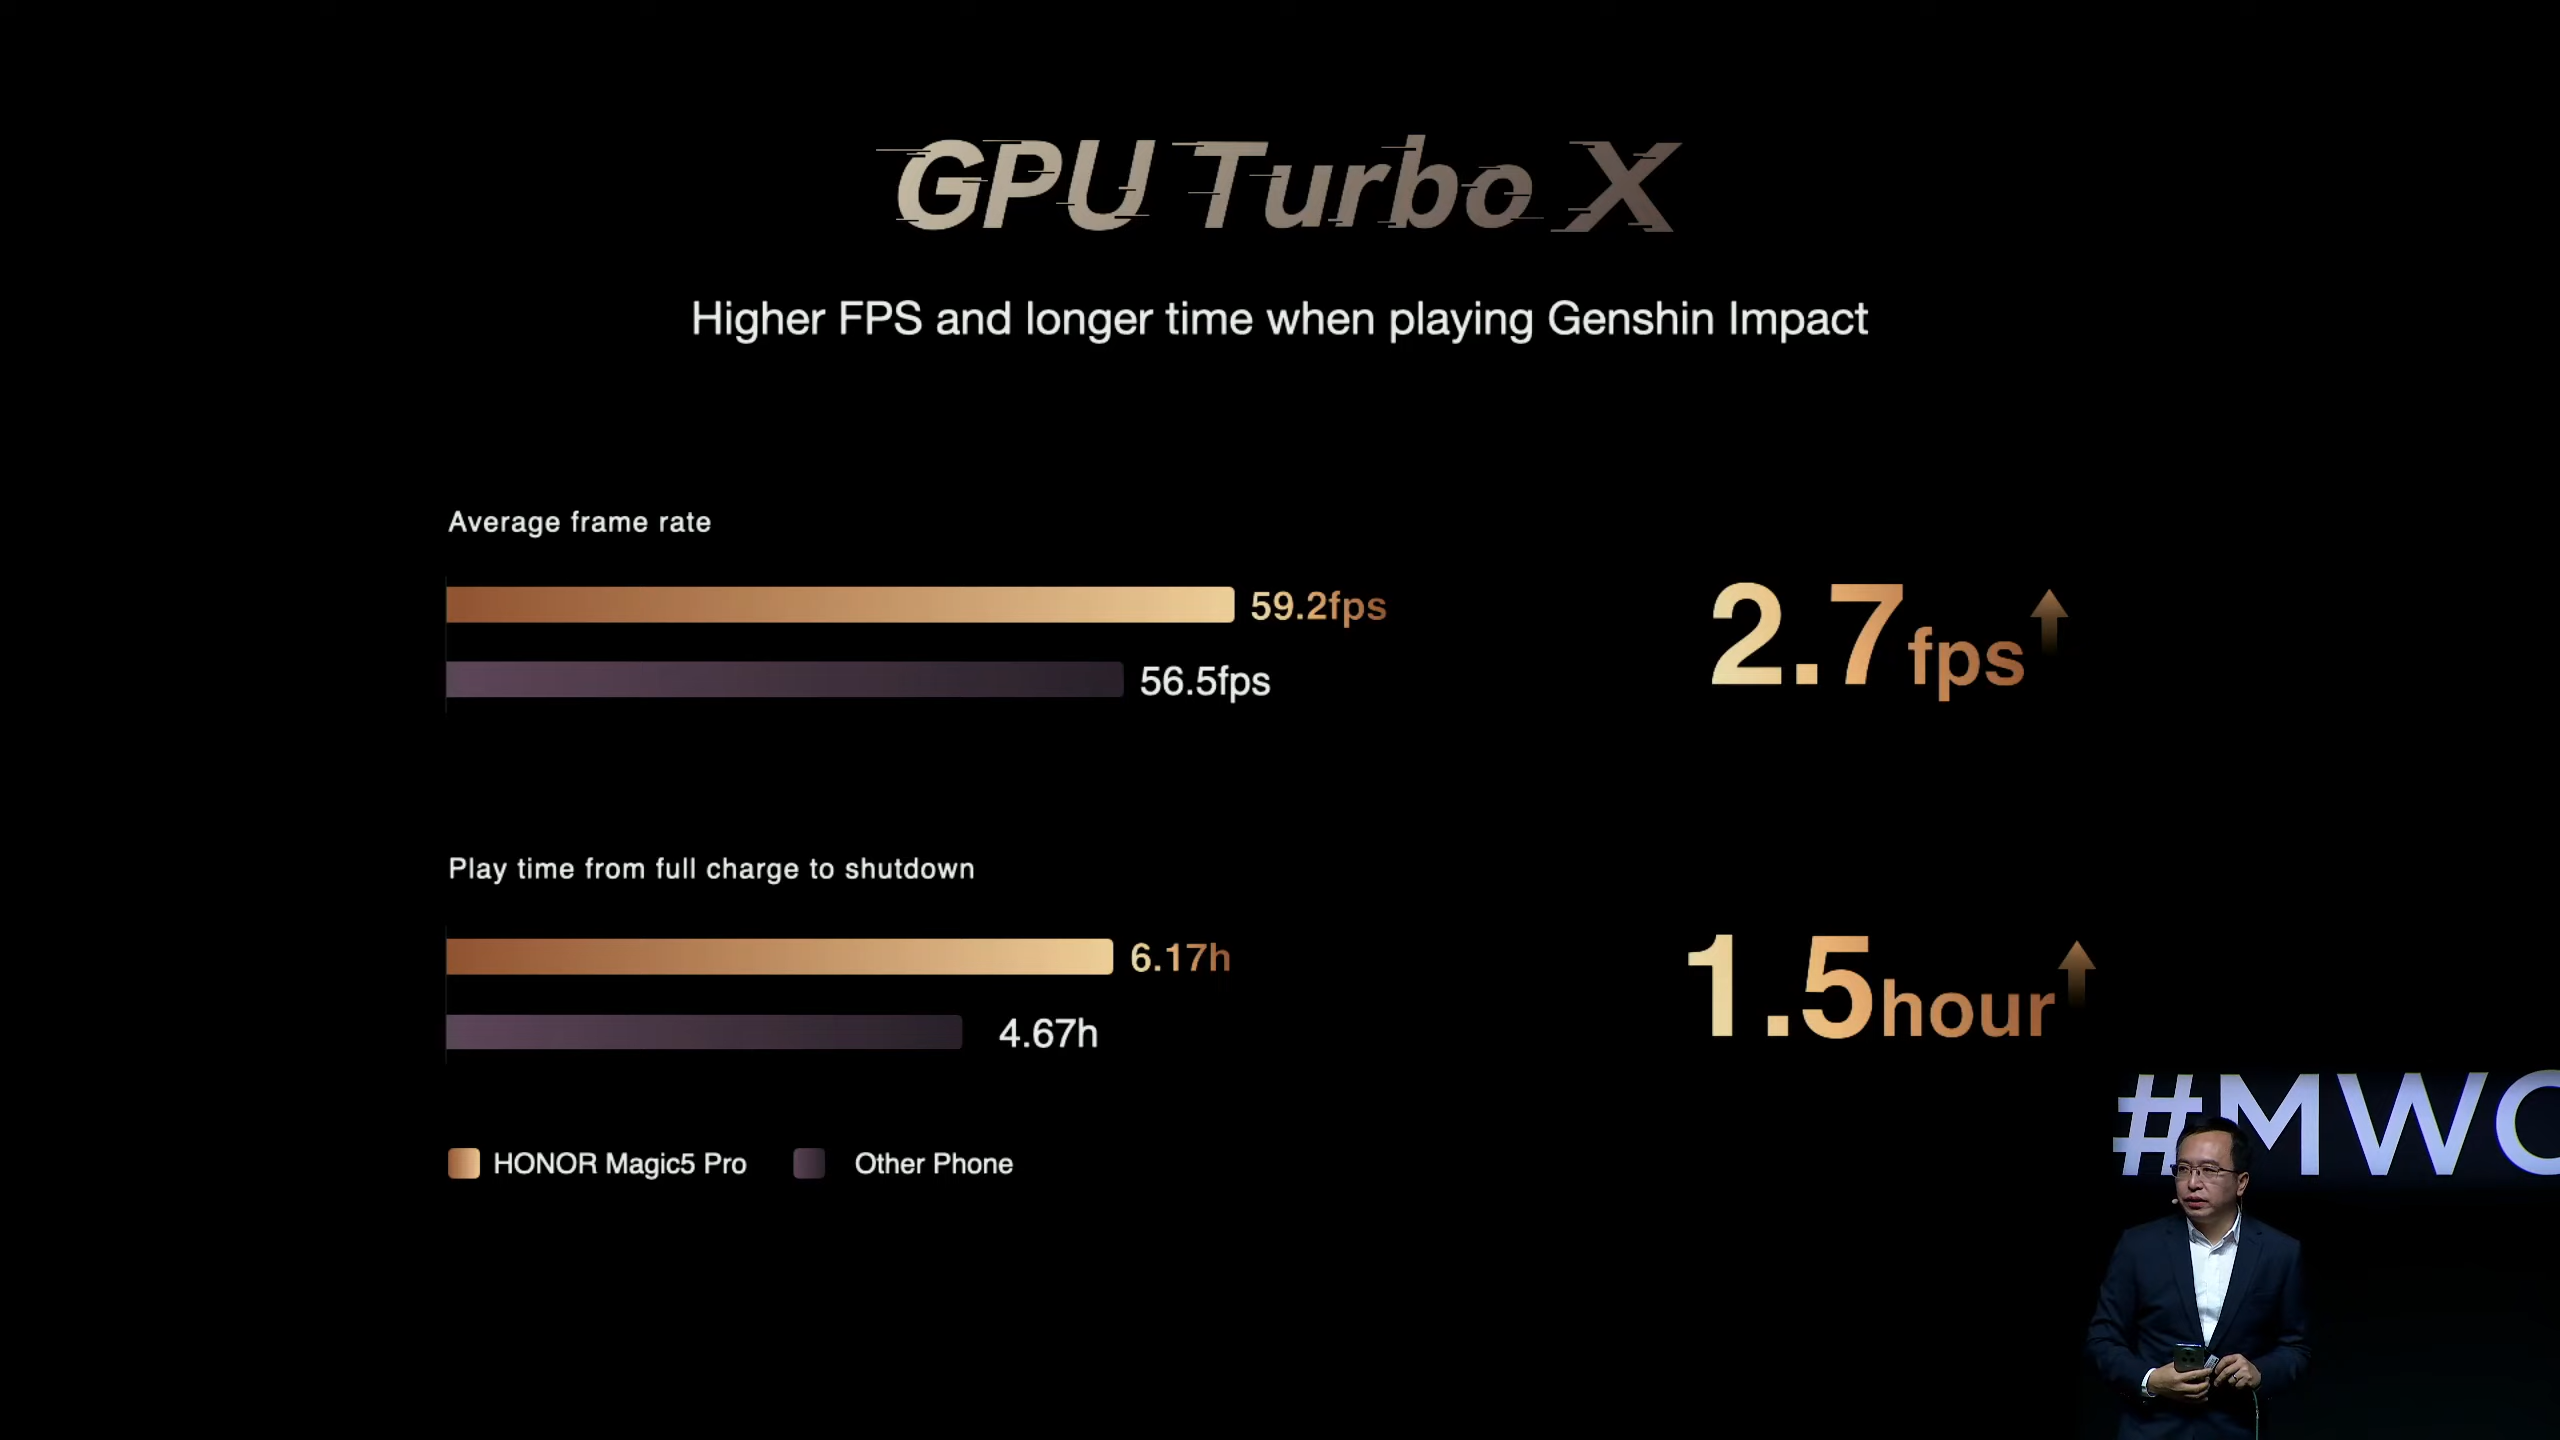 GPU Turbo X
Higher FPS and longer time when playing Genshin Impact
Average frame rate
59.2fps
56.5fps
2.7fps
Play time from full charge to shutdown
6.17h
4.67h
1.5hour
#MWC
HONOR Magic5 Pro
Other Phone